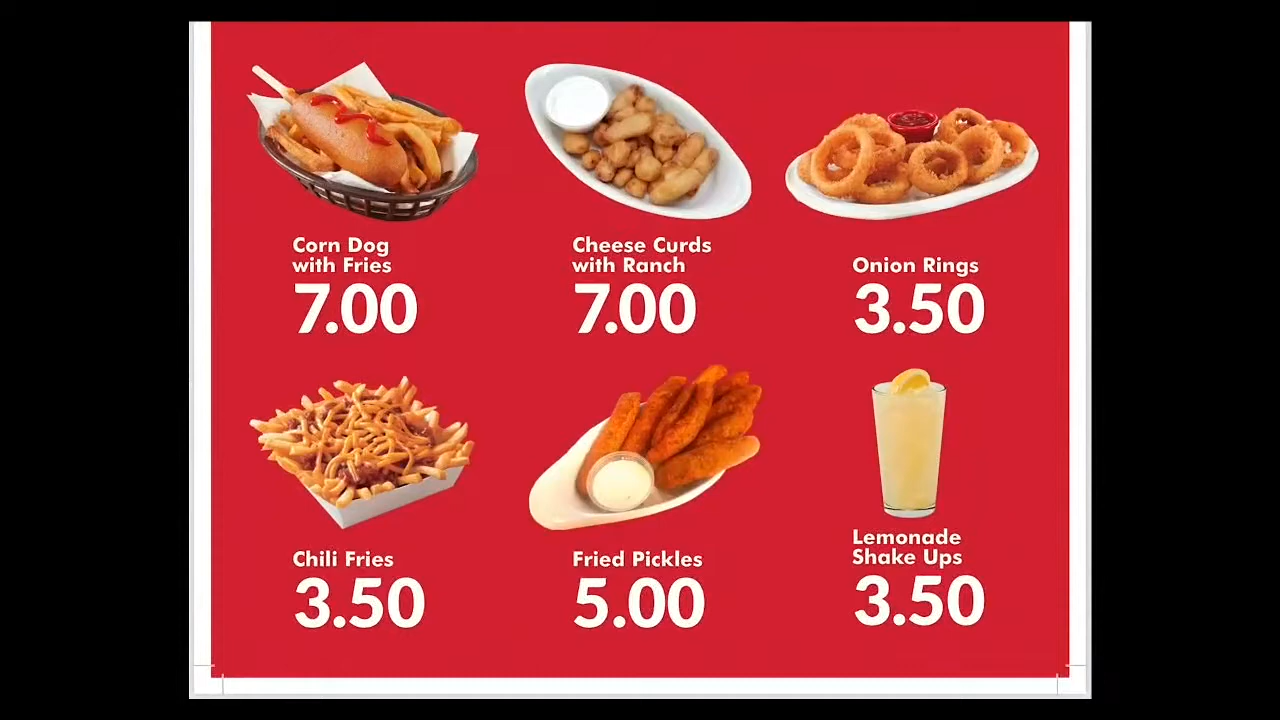 Corn Dog
with Fries
7.00
Cheese Curds
with Ranch
7.00
Onion Rings
3.50
Chili Fries
3.50
Fried Pickles
5.00
Lemonade
Shake Ups
3.50